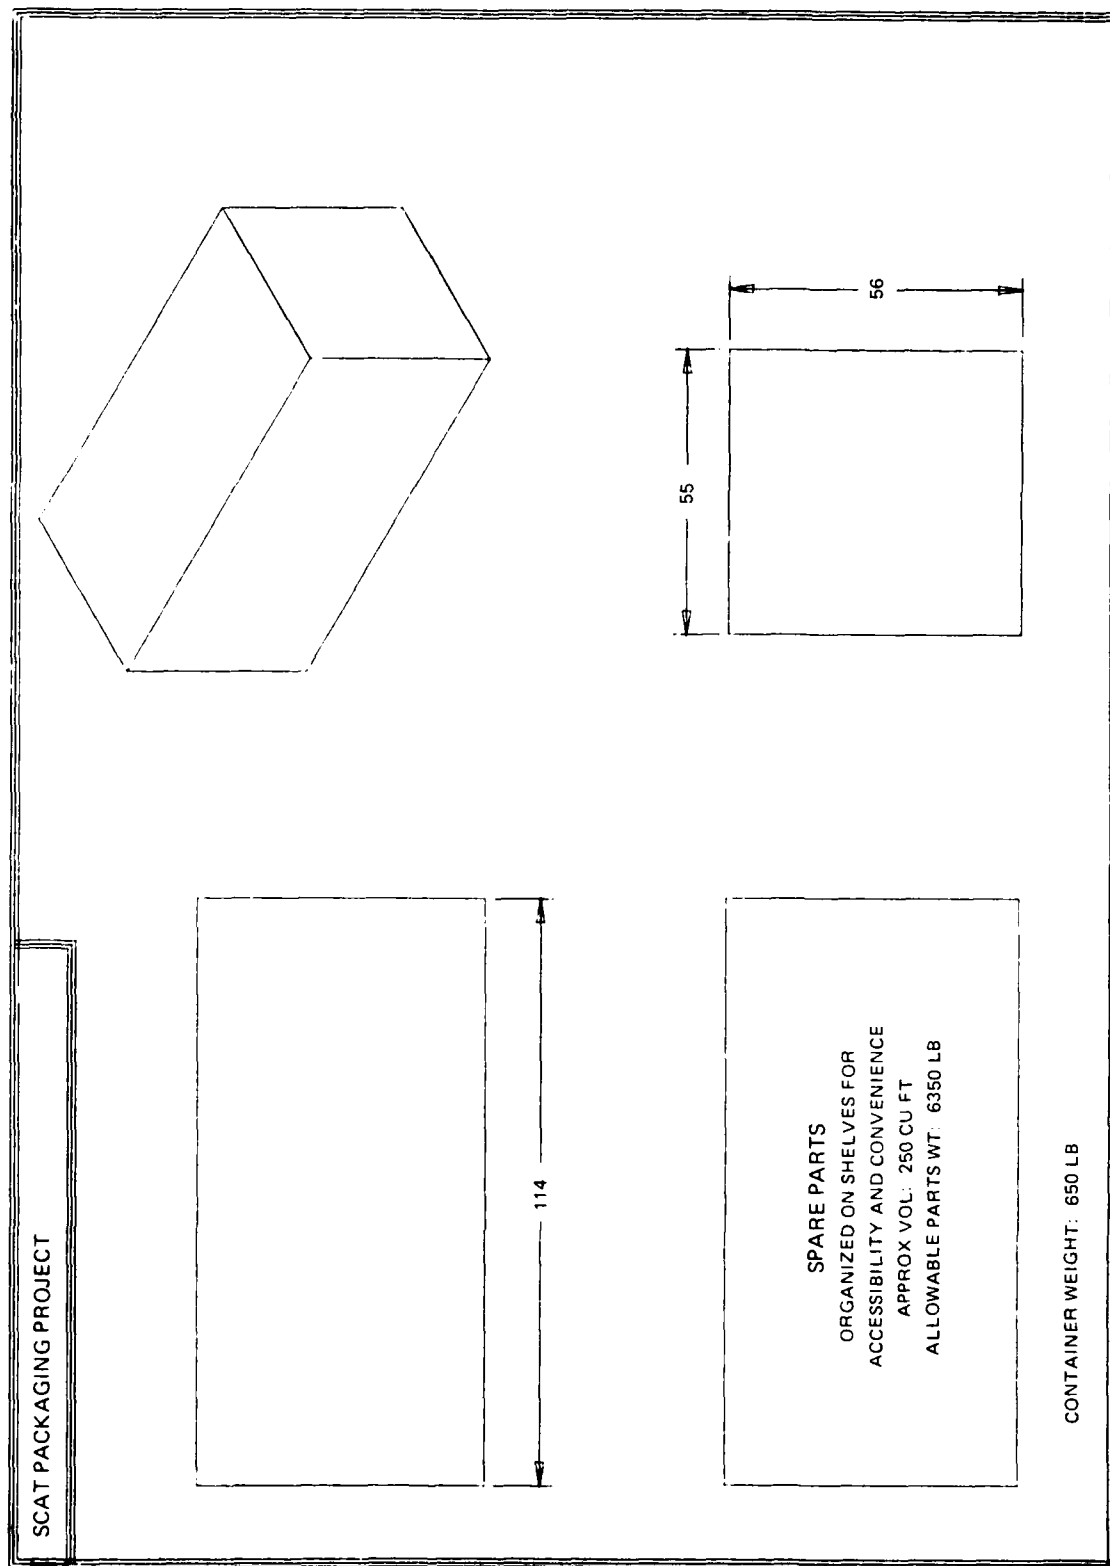 SCAT PACKAGING PROJECT
114
55
56
SPARE PARTS
ORGANIZED ON SHELVES FOR
ACCESSIBILITY AND CONVENIENCE
APPROX VOL: 250 CU FT
ALLOWABLE PARTS WT: 6350 LB
CONTAINER WEIGHT: 650 LB